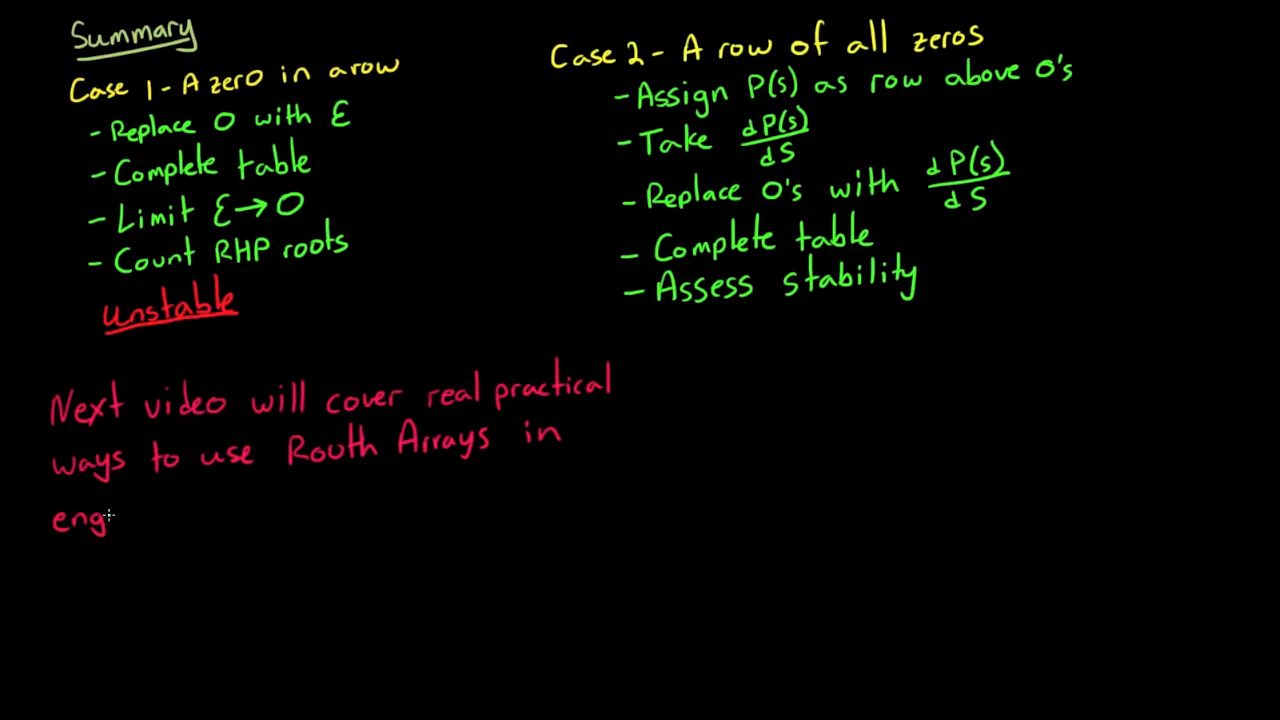 Summary
Case 1 - A zero in a row
- Replace 0 with ε
- Complete table
- Limit ε → 0
- Count RHP roots
unstable
Case 2 - A row of all zeros
- Assign P(s) as row above 0's
- Take dP(s)/dS
- Replace 0's with dP(s)/dS
- Complete table
- Assess stability
Next video will cover real practical
ways to use Routh Arrays in
eng